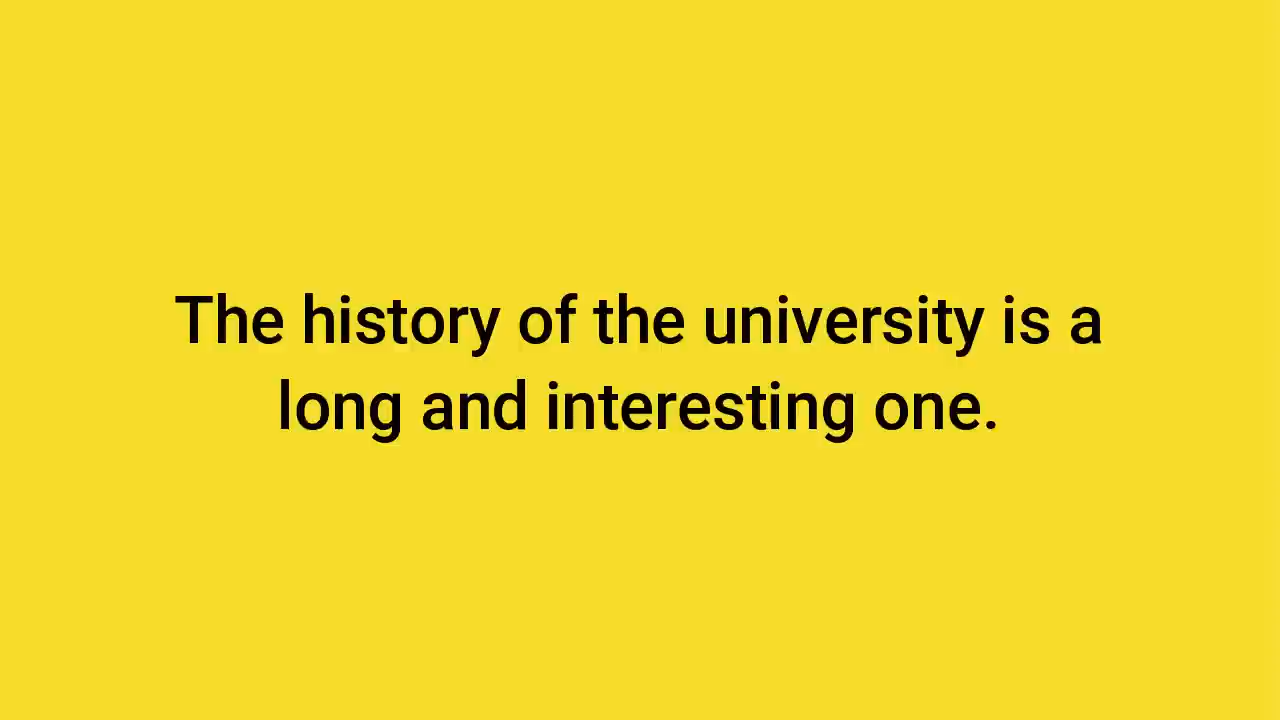 The history of the university is a
long and interesting one.